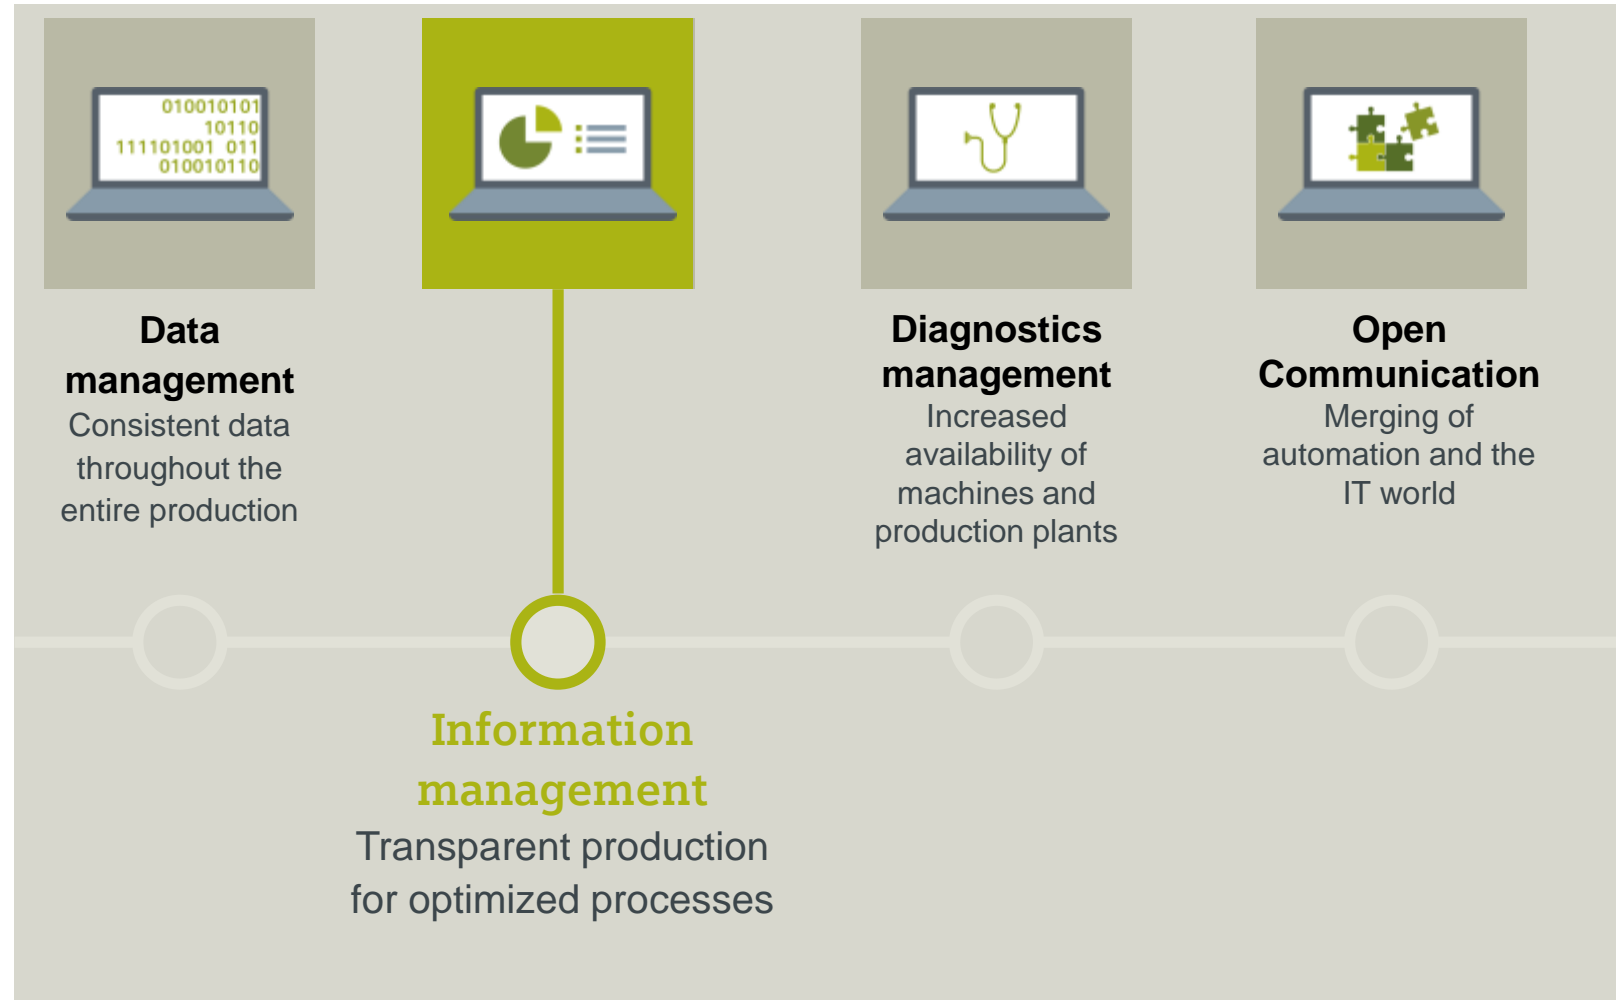 010010101
10110
111101001 011
010010110
Data
management
Consistent data
throughout the
entire production
Information
management
Transparent production
for optimized processes
Diagnostics
management
Increased
availability of
machines and
production plants
Open
Communication
Merging of
automation and the
IT world